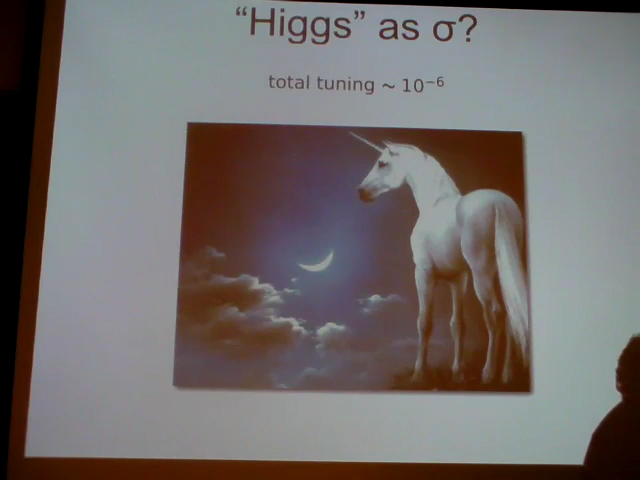 “Higgs” as σ?
total tuning ~ 10⁻⁶